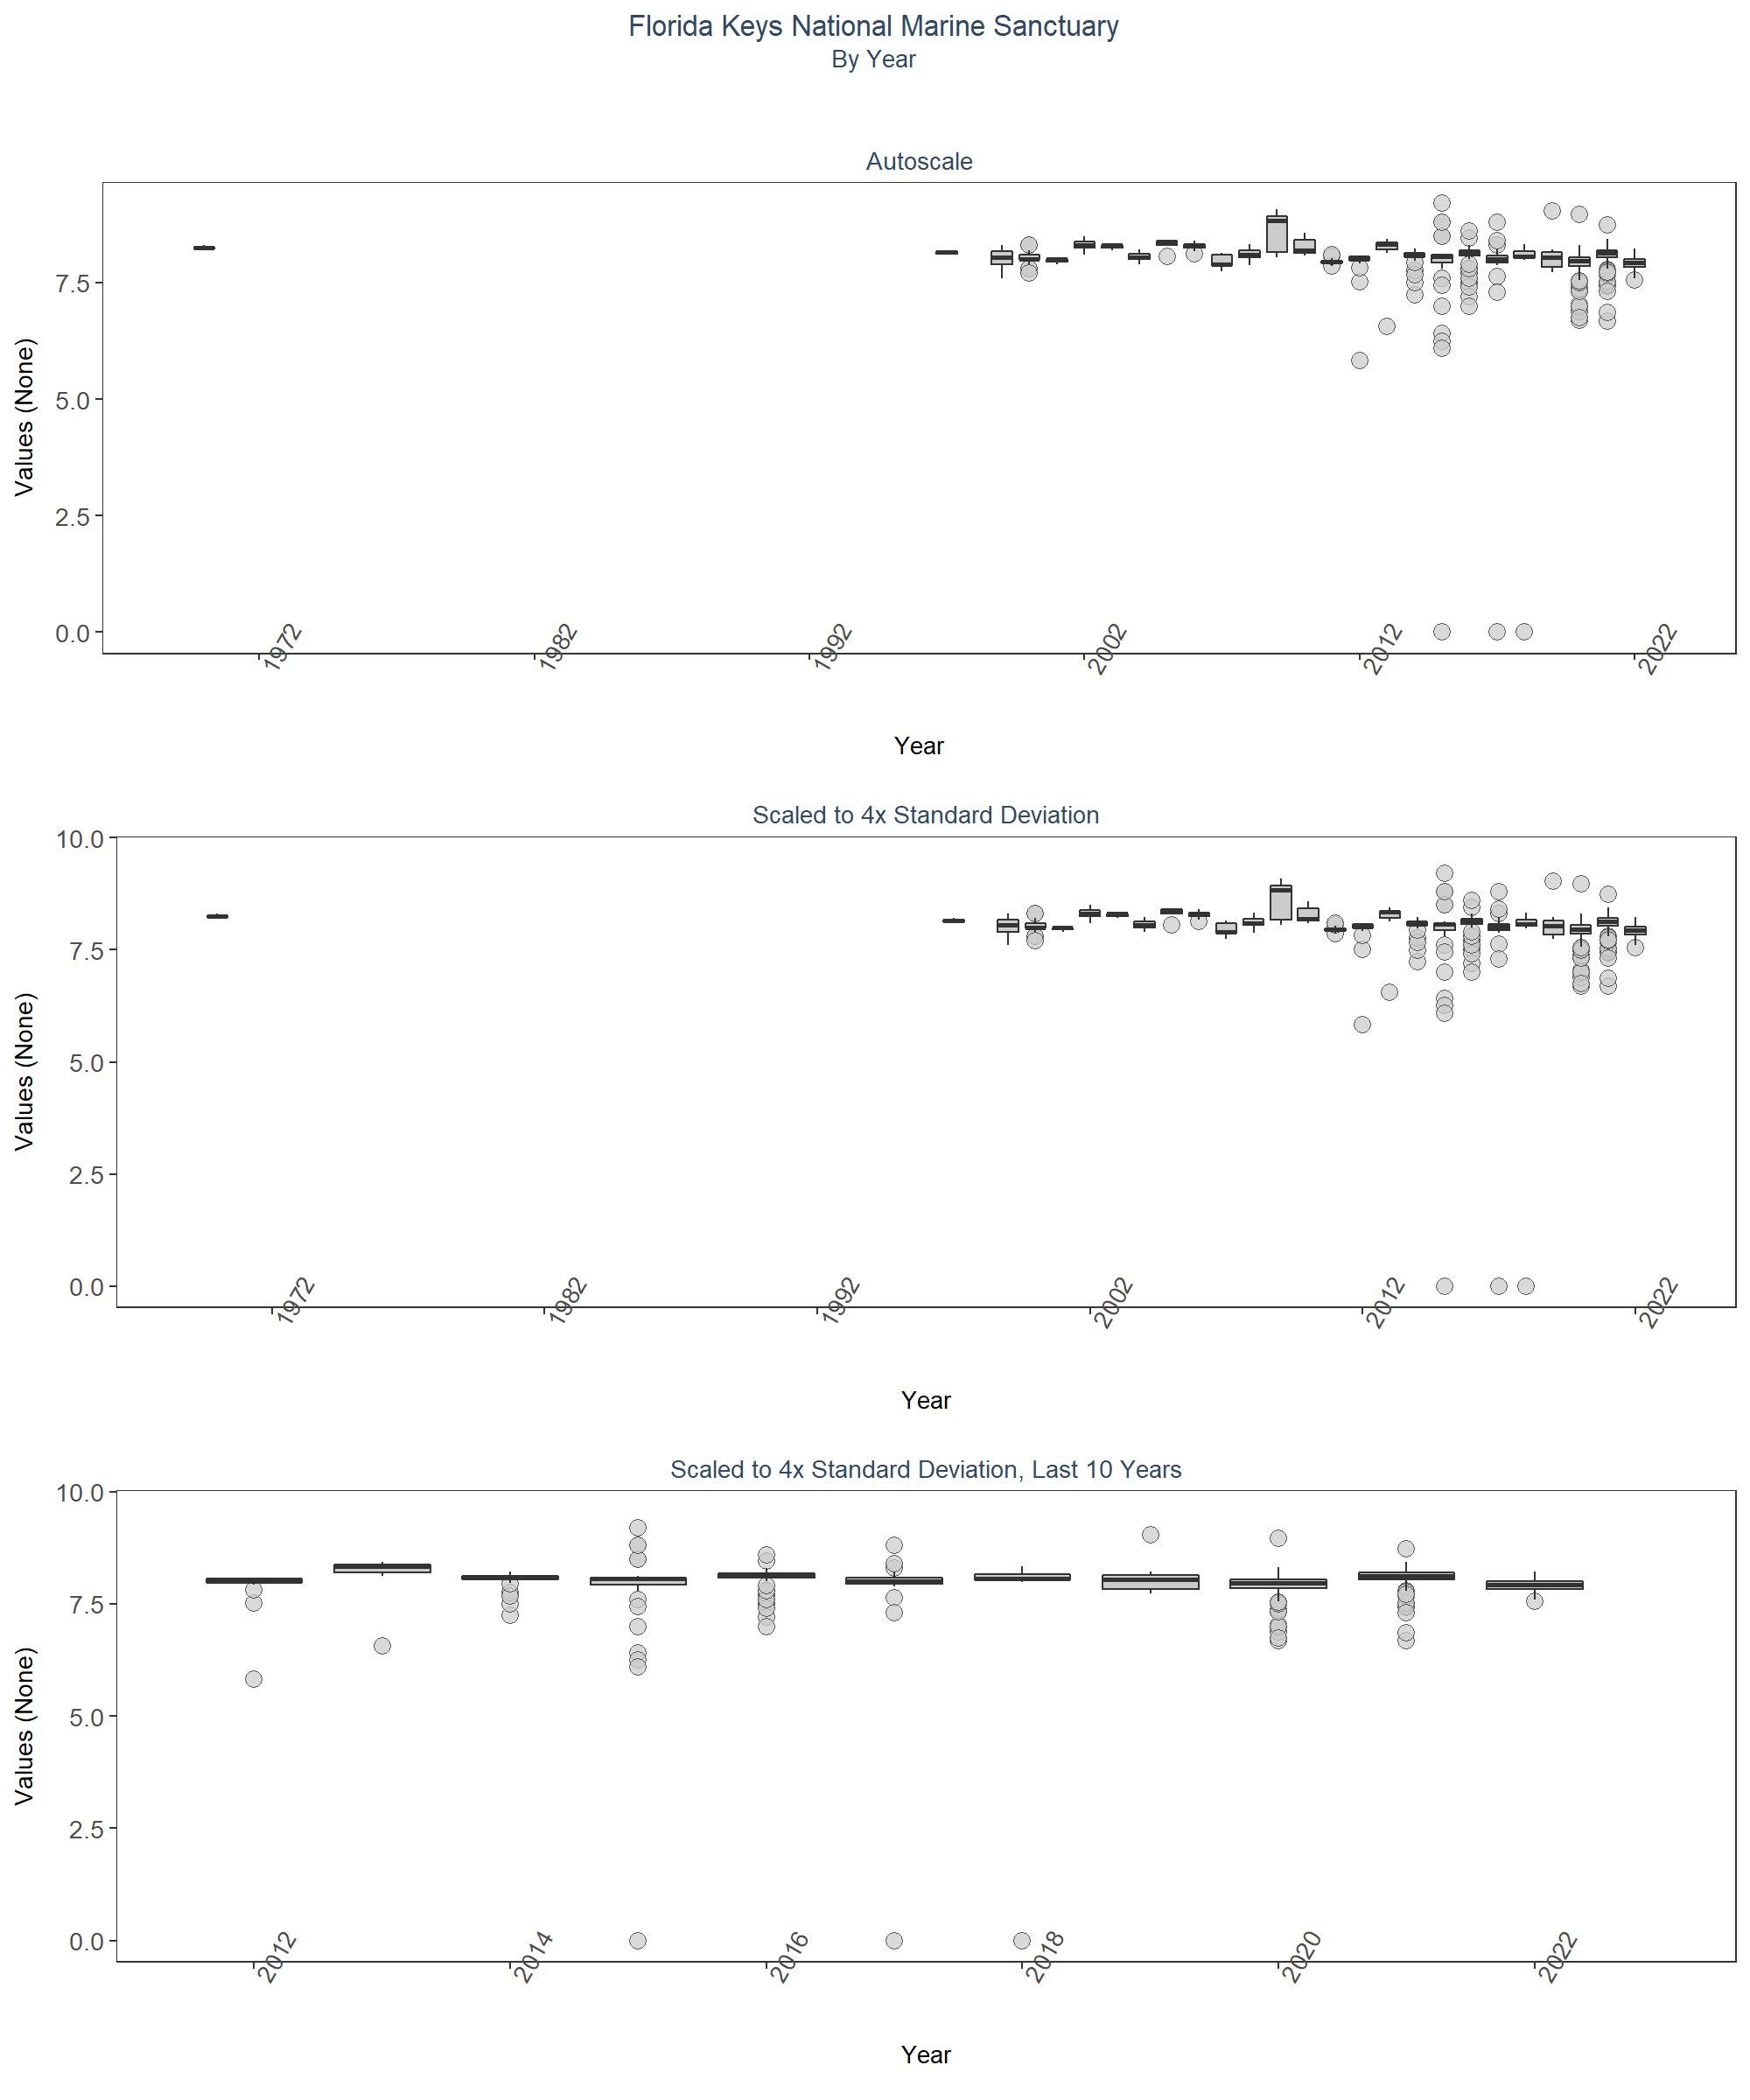 Florida Keys National Marine Sanctuary
By Year
Autoscale
7.5
5.0
2.5
0.0
Values (None)
1972
1982
1992
2002
2012
2022
Year
Scaled to 4x Standard Deviation
10.0
7.5
5.0
2.5
0.0
Values (None)
1972
1982
1992
2002
2012
2022
Year
Scaled to 4x Standard Deviation, Last 10 Years
10.0
7.5
5.0
2.5
0.0
Values (None)
2012
2014
2016
2018
2020
2022
Year